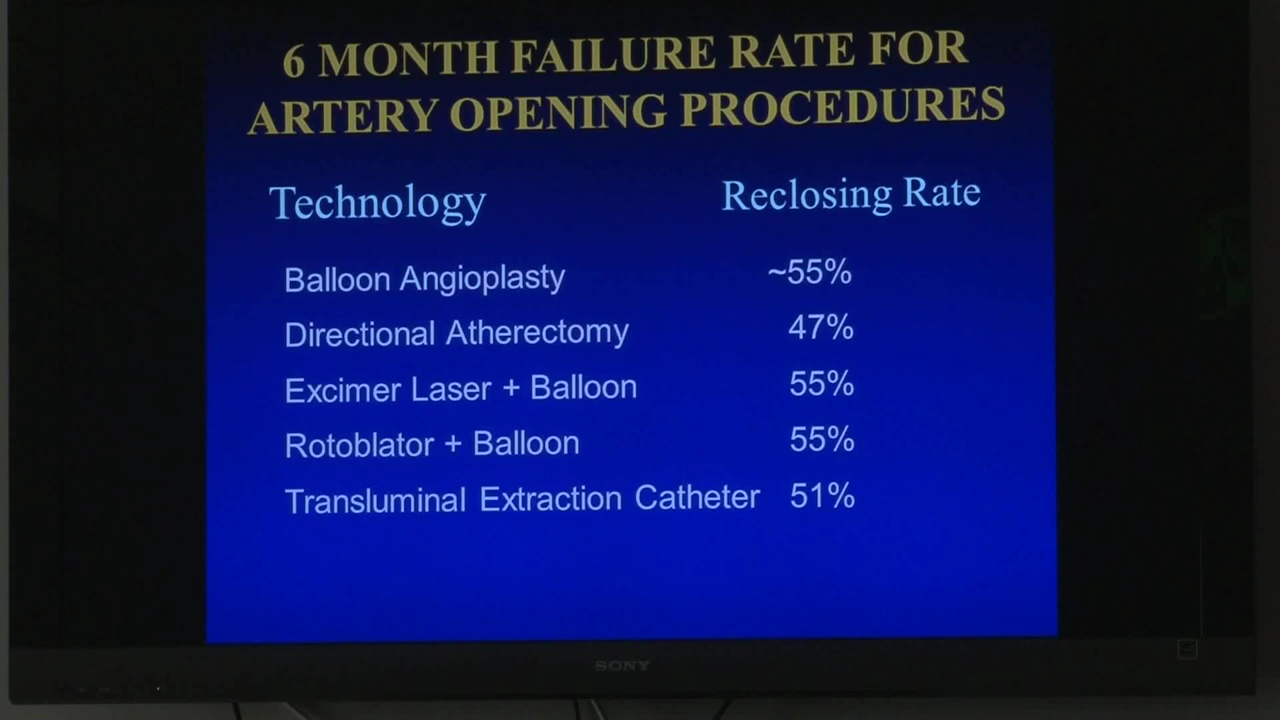 6 MONTH FAILURE RATE FOR
ARTERY OPENING PROCEDURES
Technology Reclosing Rate
Balloon Angioplasty ~55%
Directional Atherectomy 47%
Excimer Laser + Balloon 55%
Rotoblator + Balloon 55%
Transluminal Extraction Catheter 51%
SONY